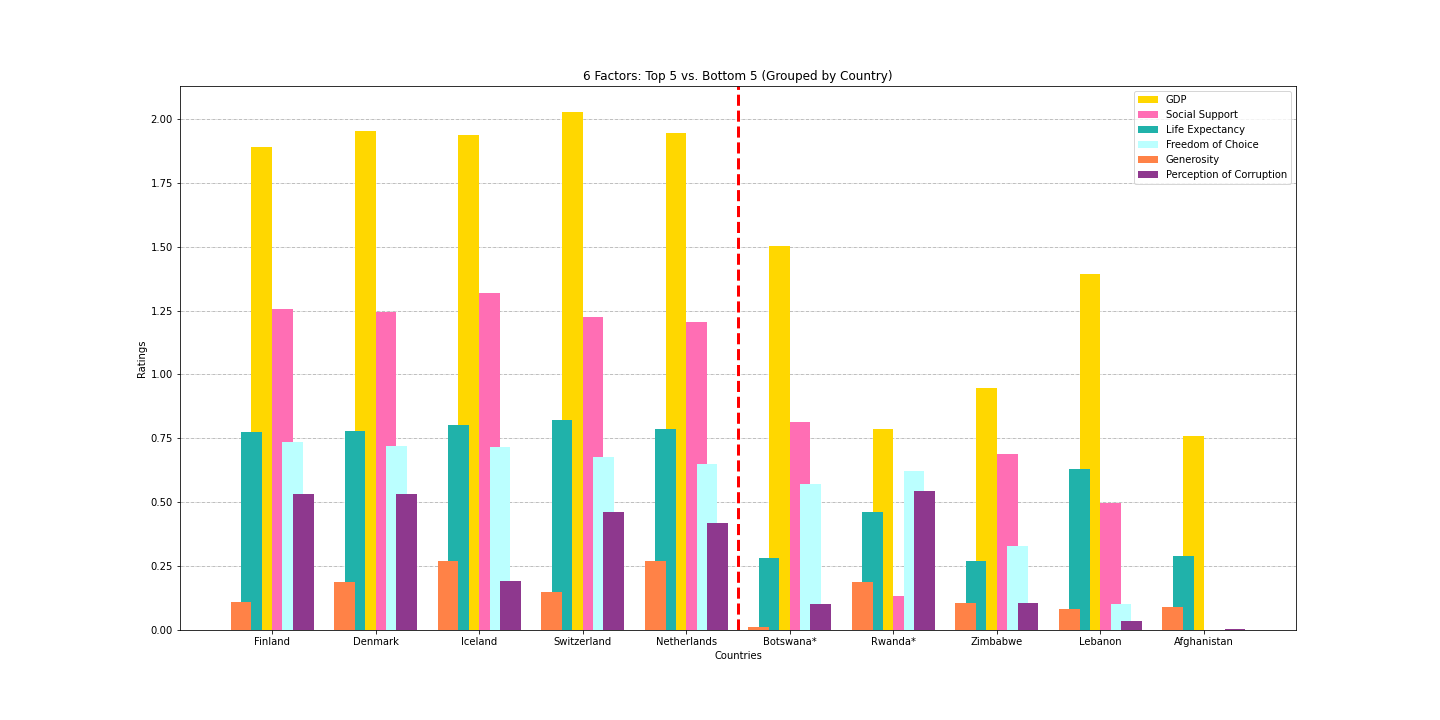 6 Factors: Top 5 vs. Bottom 5 (Grouped by Country)
GDP
Social Support
Life Expectancy
Freedom of Choice
Generosity
Perception of Corruption
2.00
1.75
1.50
1.25
1.00
0.75
0.50
0.25
0.00
Ratings
Finland Denmark Iceland Switzerland Netherlands Botswana* Rwanda* Zimbabwe Lebanon Afghanistan
Countries